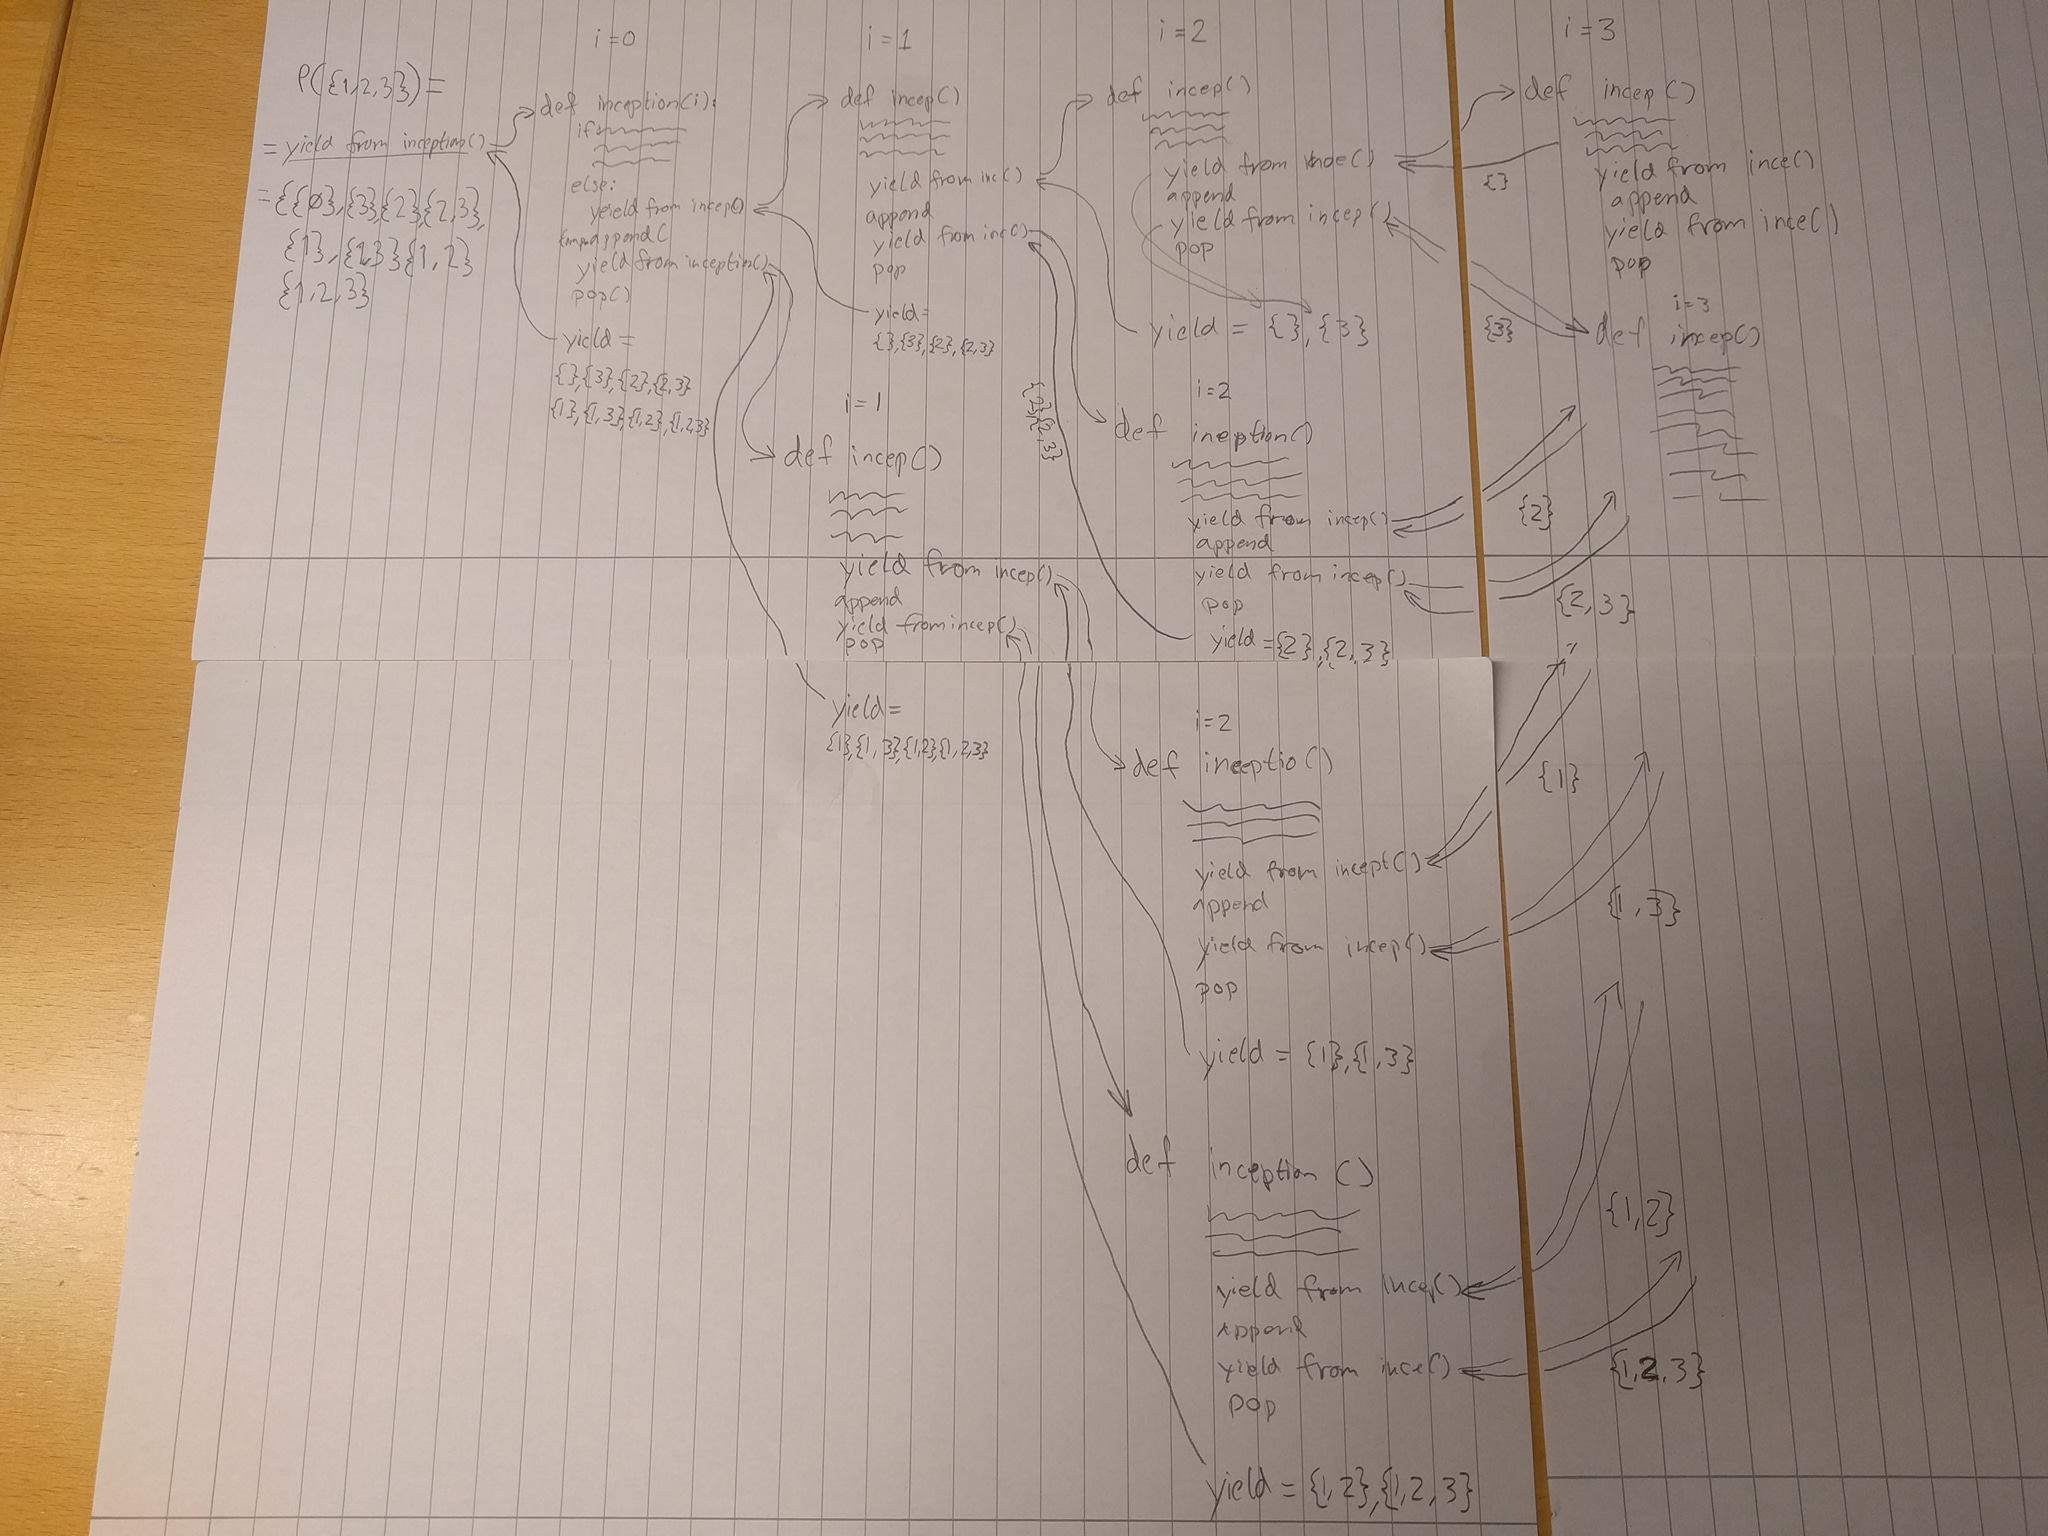 P({1,2,3}) =
= yield from inception()
= {{∅},{3}{2},{2,3},
{1},{1,3}{1,2}
{1,2,3}
i=0
def inception(i):
if
else:
yeield from incep()
append(
yield from inception()
pop()
yield =
{},{3},{2},{2,3}
{1},{1,3},{1,2},{1,2,3}
i=1
def incep()
yield from inc()
append
yield from inc()
pop
yield =
{},{3},{2},{2,3}
i=1
def incep()
yield from incep()
append
yield from incep()
pop
yield =
{1},{1,3},{1,2},{1,2,3}
i=2
def incep()
yield from
append
yield from incep()
pop
yield = {},{3}
{2},{2,3}
i=2
def ineption()
yield from incep()
append
yield from incep()
pop
yield = {2},{2,3}
i=2
def inceptio()
yield from incept()
append
yield from incep()
pop
yield = {1},{1,3}
def inception ()
yield from incep()
append
yield from ince()
pop
yield = {1,2},{1,2,3}
i=3
def incep()
yield from ince()
append
yield from ince()
pop
{}
i=3
def incep()
{3}
{2}
{2,3}
{1}
{1,3}
{1,2}
{1,2,3}